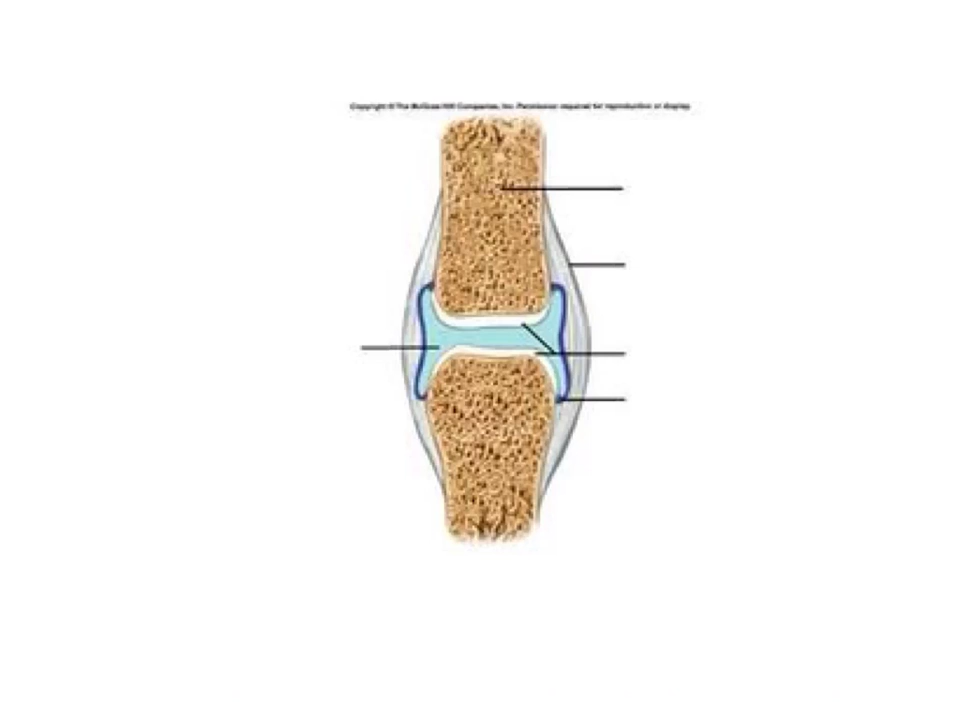 Copyright © The McGraw-Hill Companies, Inc. Permission required for reproduction or display.